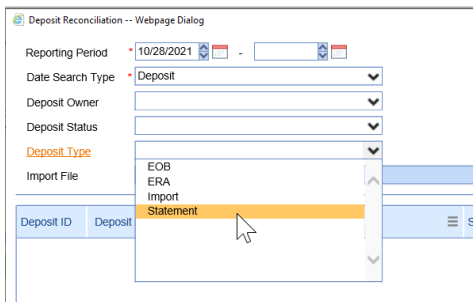 Deposit Reconciliation -- Webpage Dialog
Reporting Period * 10/28/2021 -
Date Search Type * Deposit
Deposit Owner
Deposit Status
Deposit Type
EOB
ERA
Import
Statement
Import File
Deposit ID Deposit S